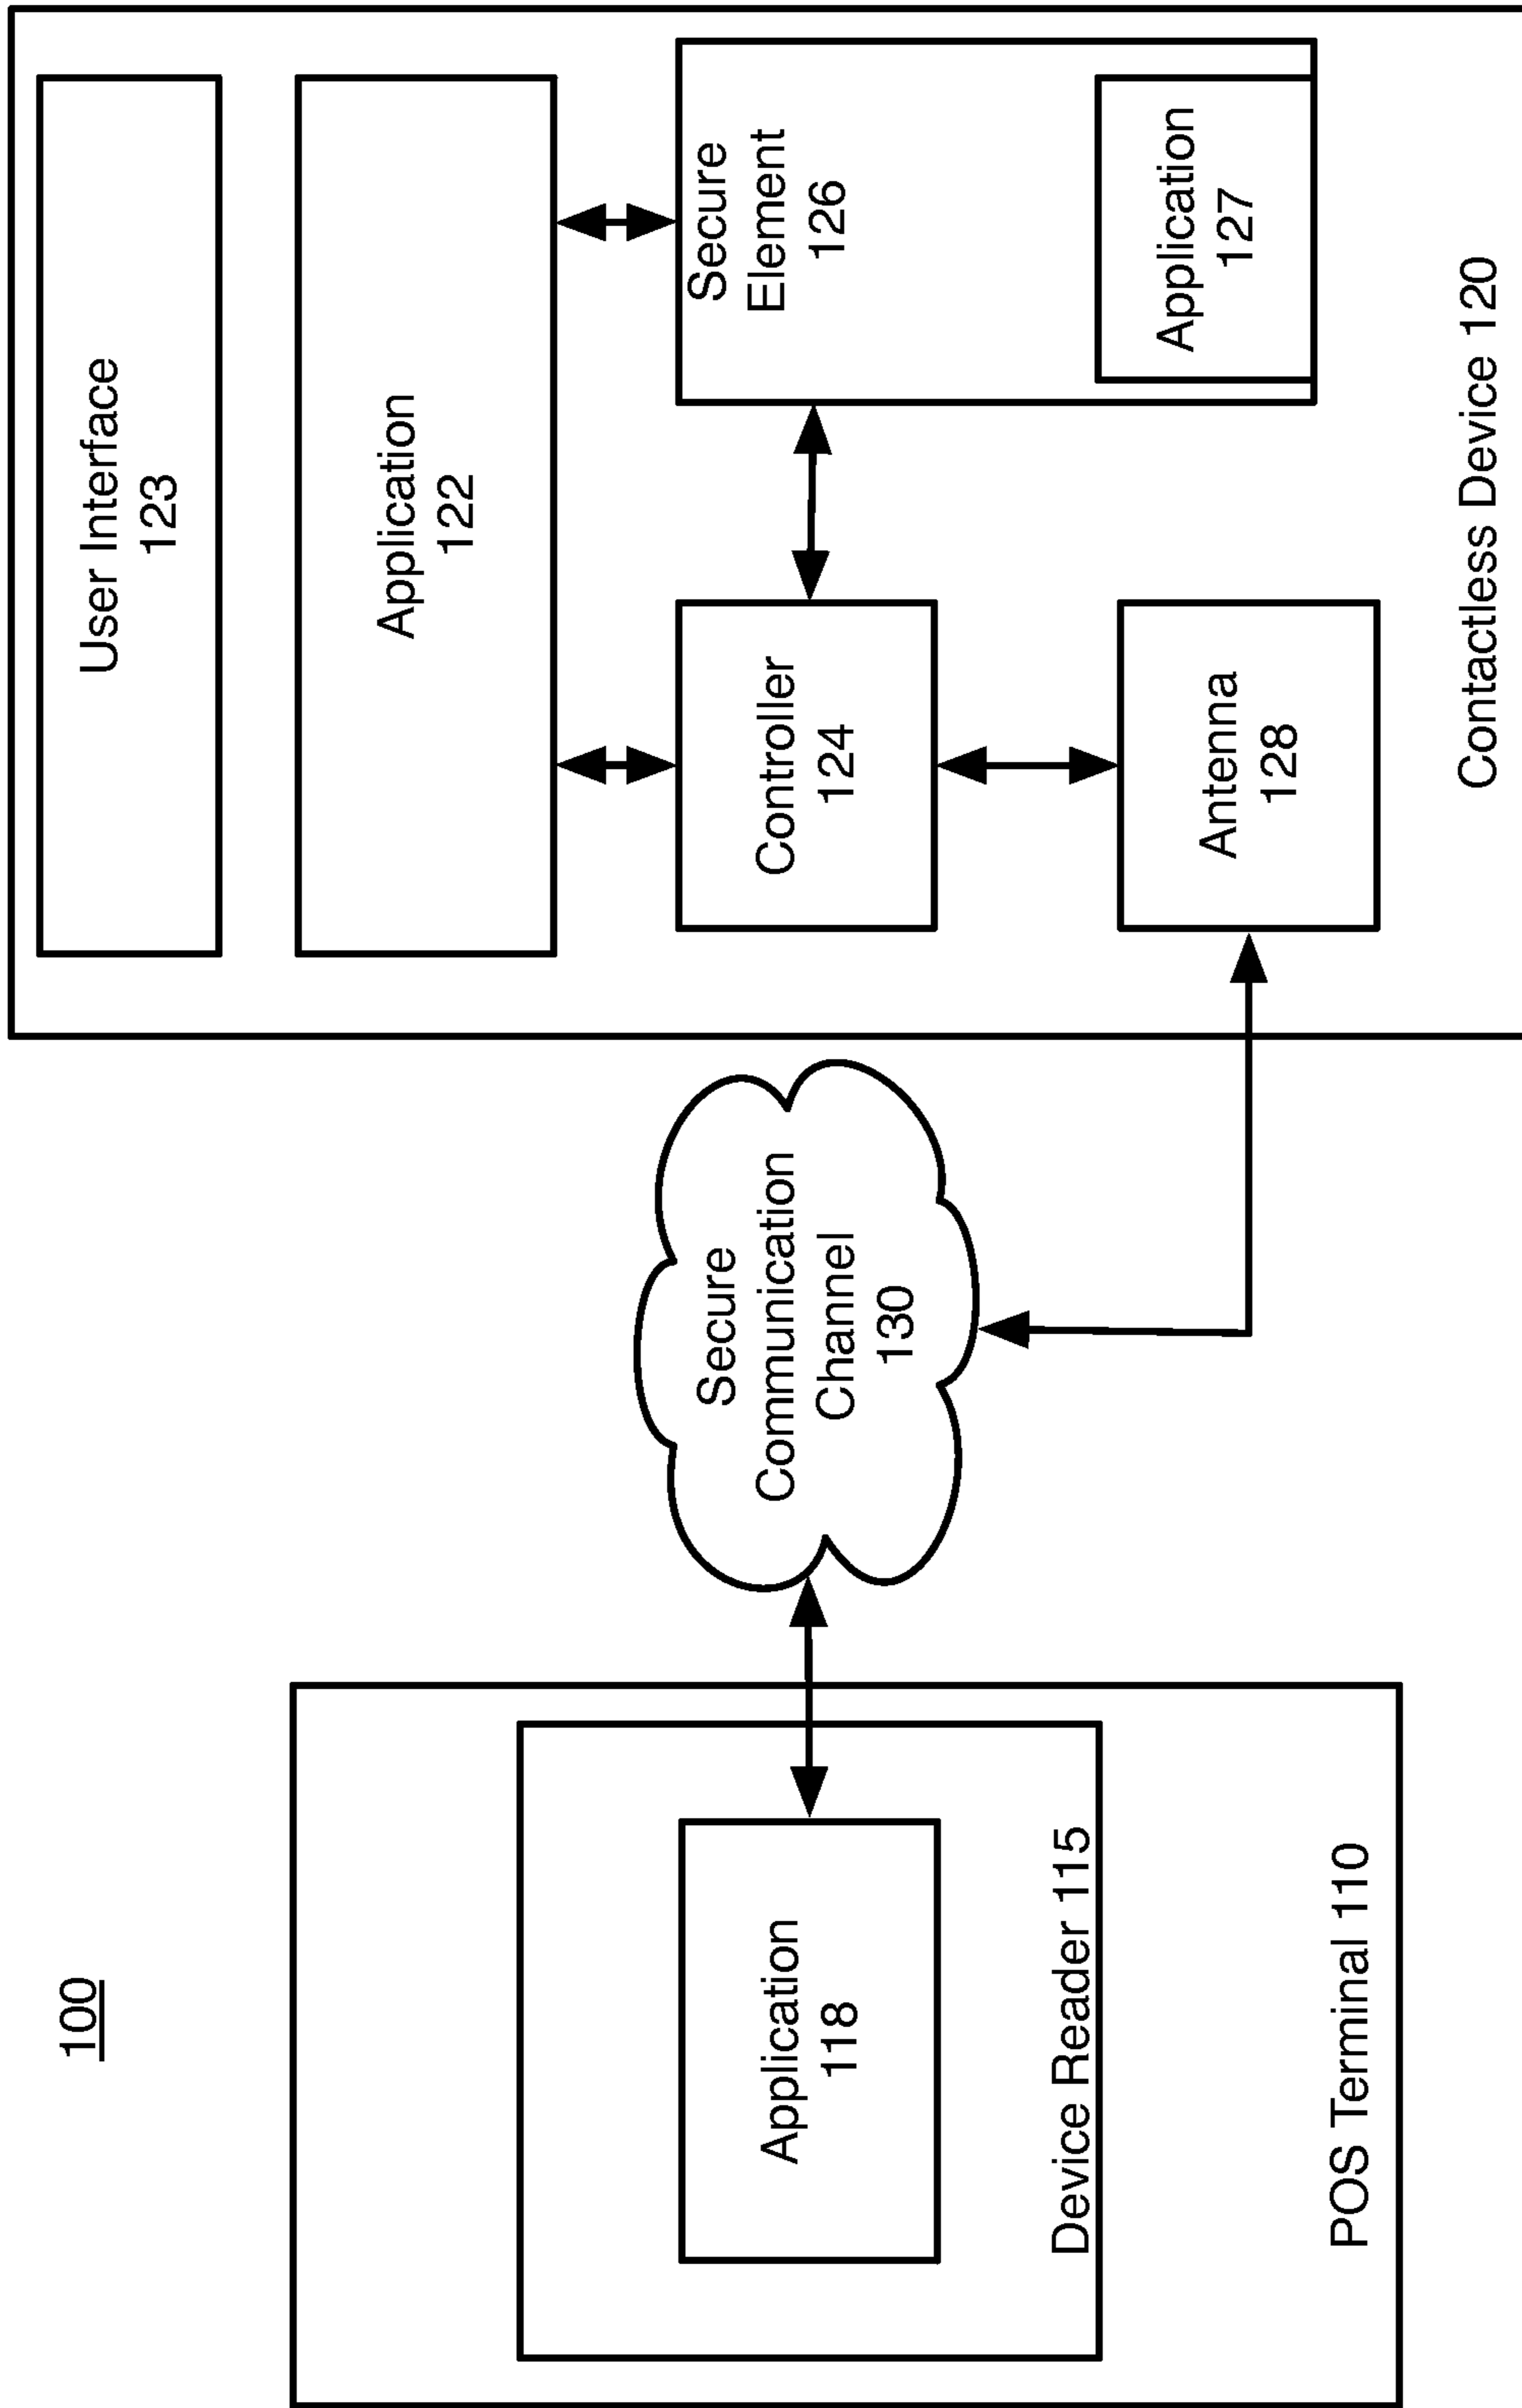 100
Application
118
Device Reader 115
POS Terminal 110
Secure
Communication
Channel
130
User Interface
123
Application
122
Controller
124
Secure
Element
126
Application
127
Antenna
128
Contactless Device 120